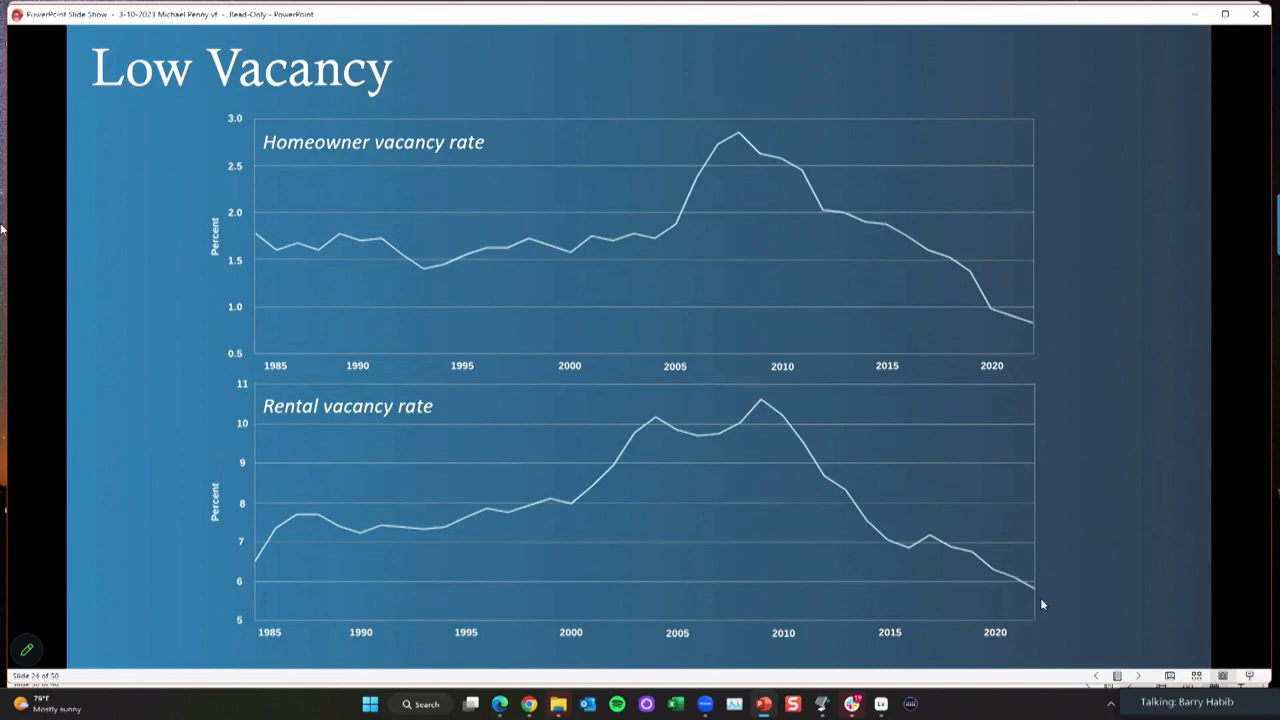 PowerPoint Slide Show - 3-10-2023 Michael Penny vf - Read-Only - PowerPoint
Low Vacancy
Homeowner vacancy rate
Percent
3.0
2.5
2.0
1.5
1.0
0.5
1985 1990 1995 2000 2005 2010 2015 2020
Rental vacancy rate
Percent
11
10
9
8
7
6
5
1985 1990 1995 2000 2005 2010 2015 2020
Slide 24 of 50
79°F
Mostly sunny
Search
19
Lv
Talking: Barry Habib